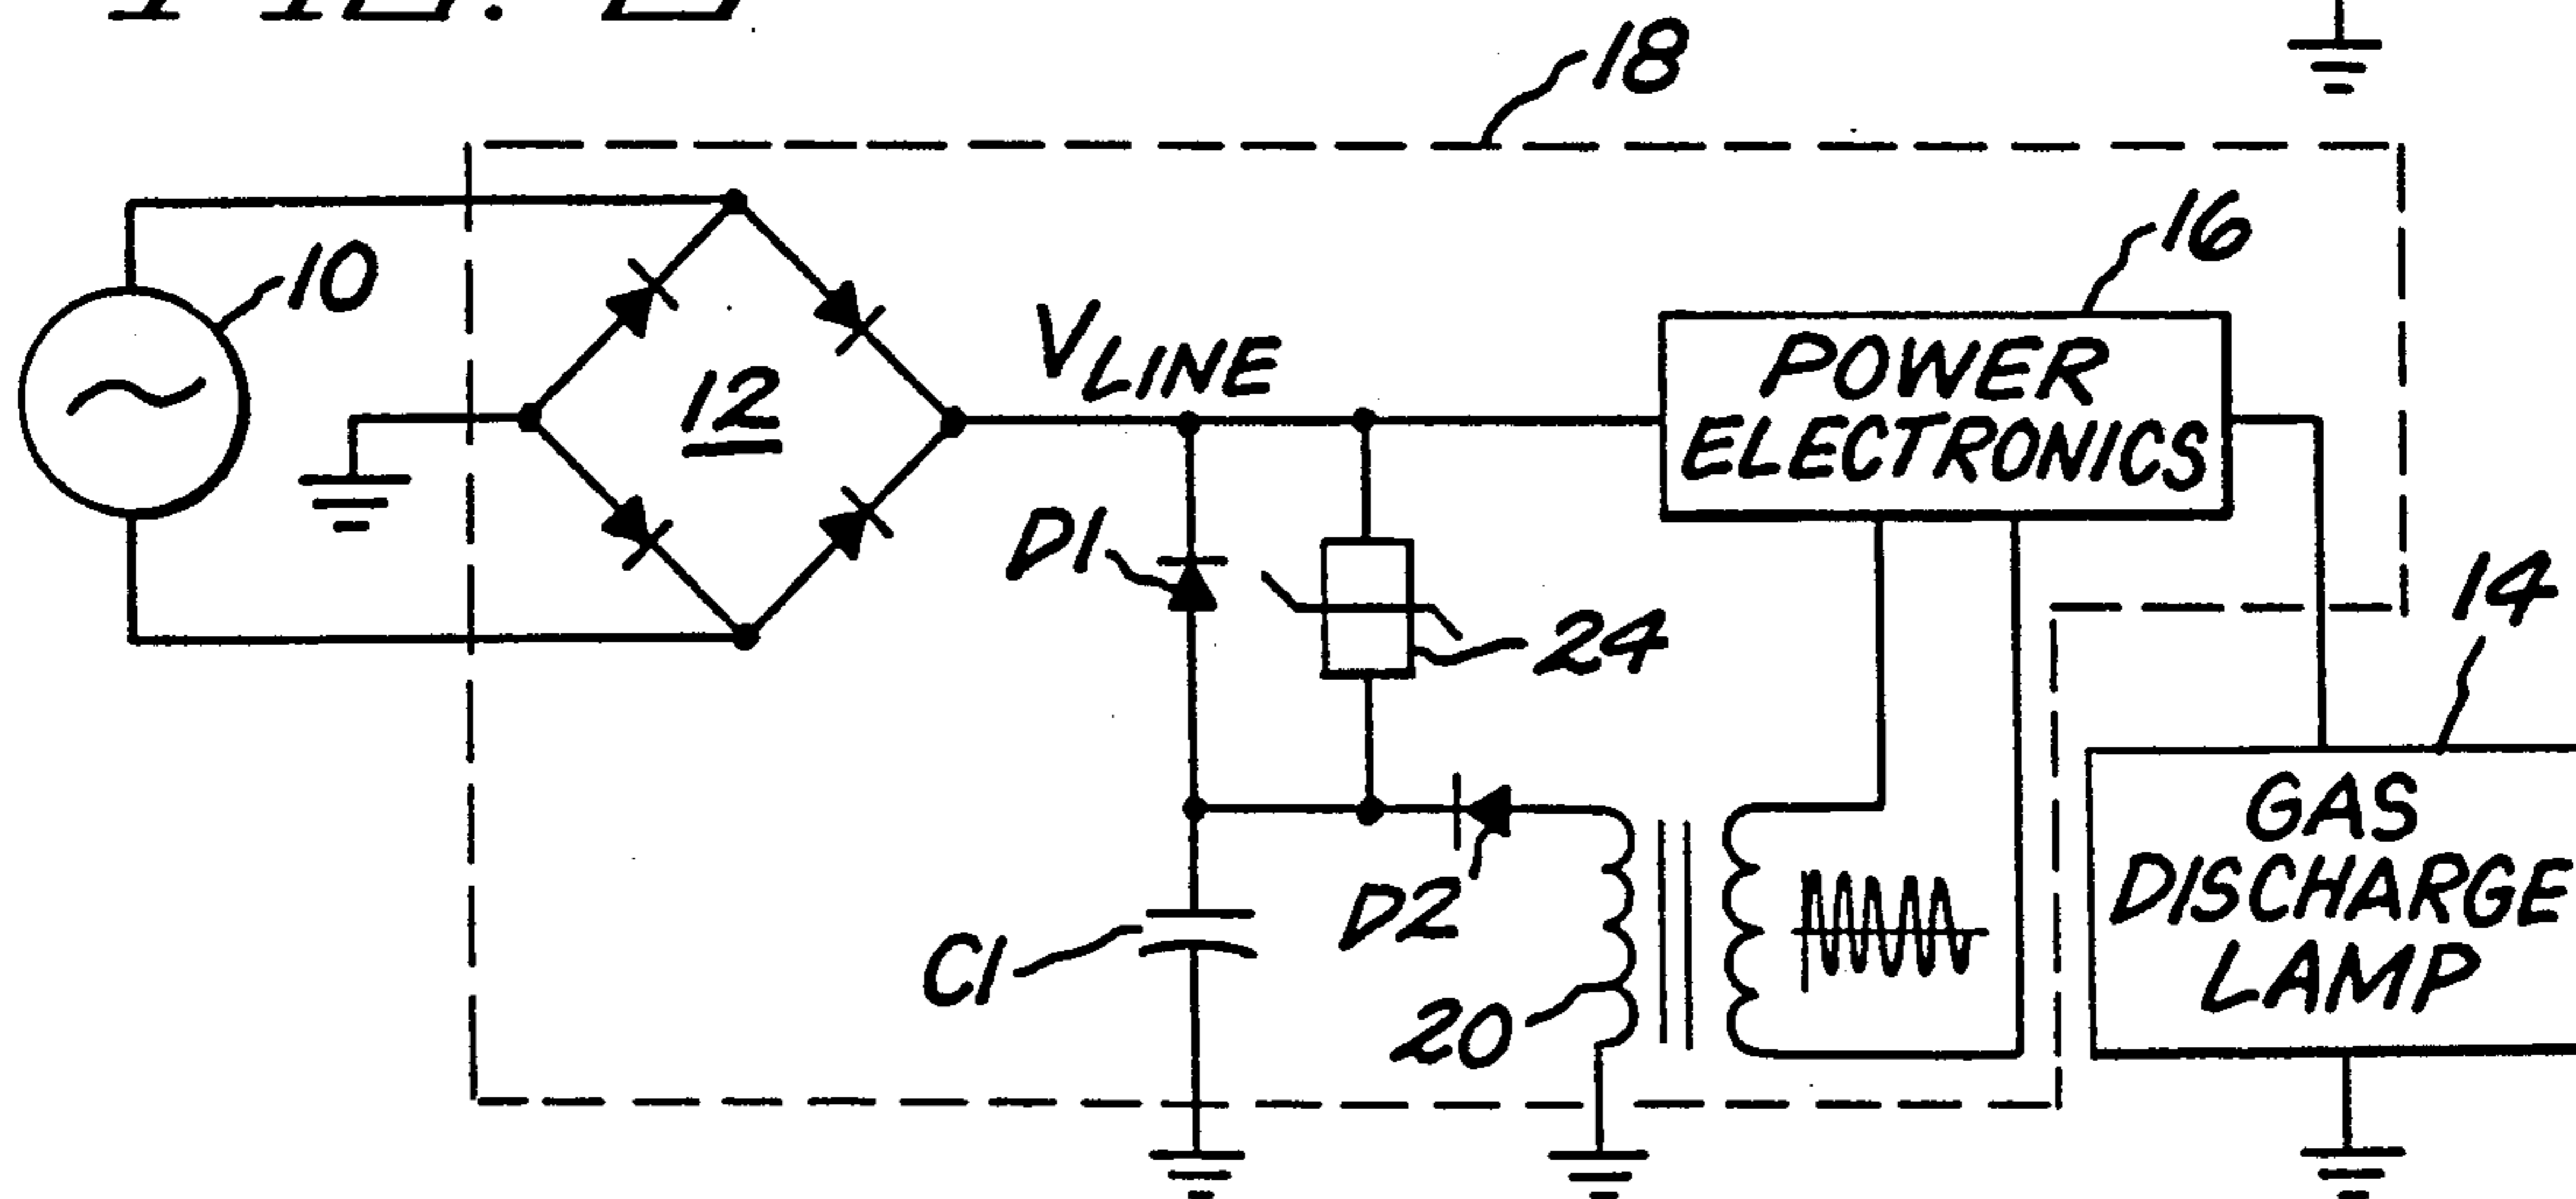 18
10
16
12
VLINE
POWER
ELECTRONICS
D1
24
14
GAS
DISCHARGE
LAMP
D2
C1
20